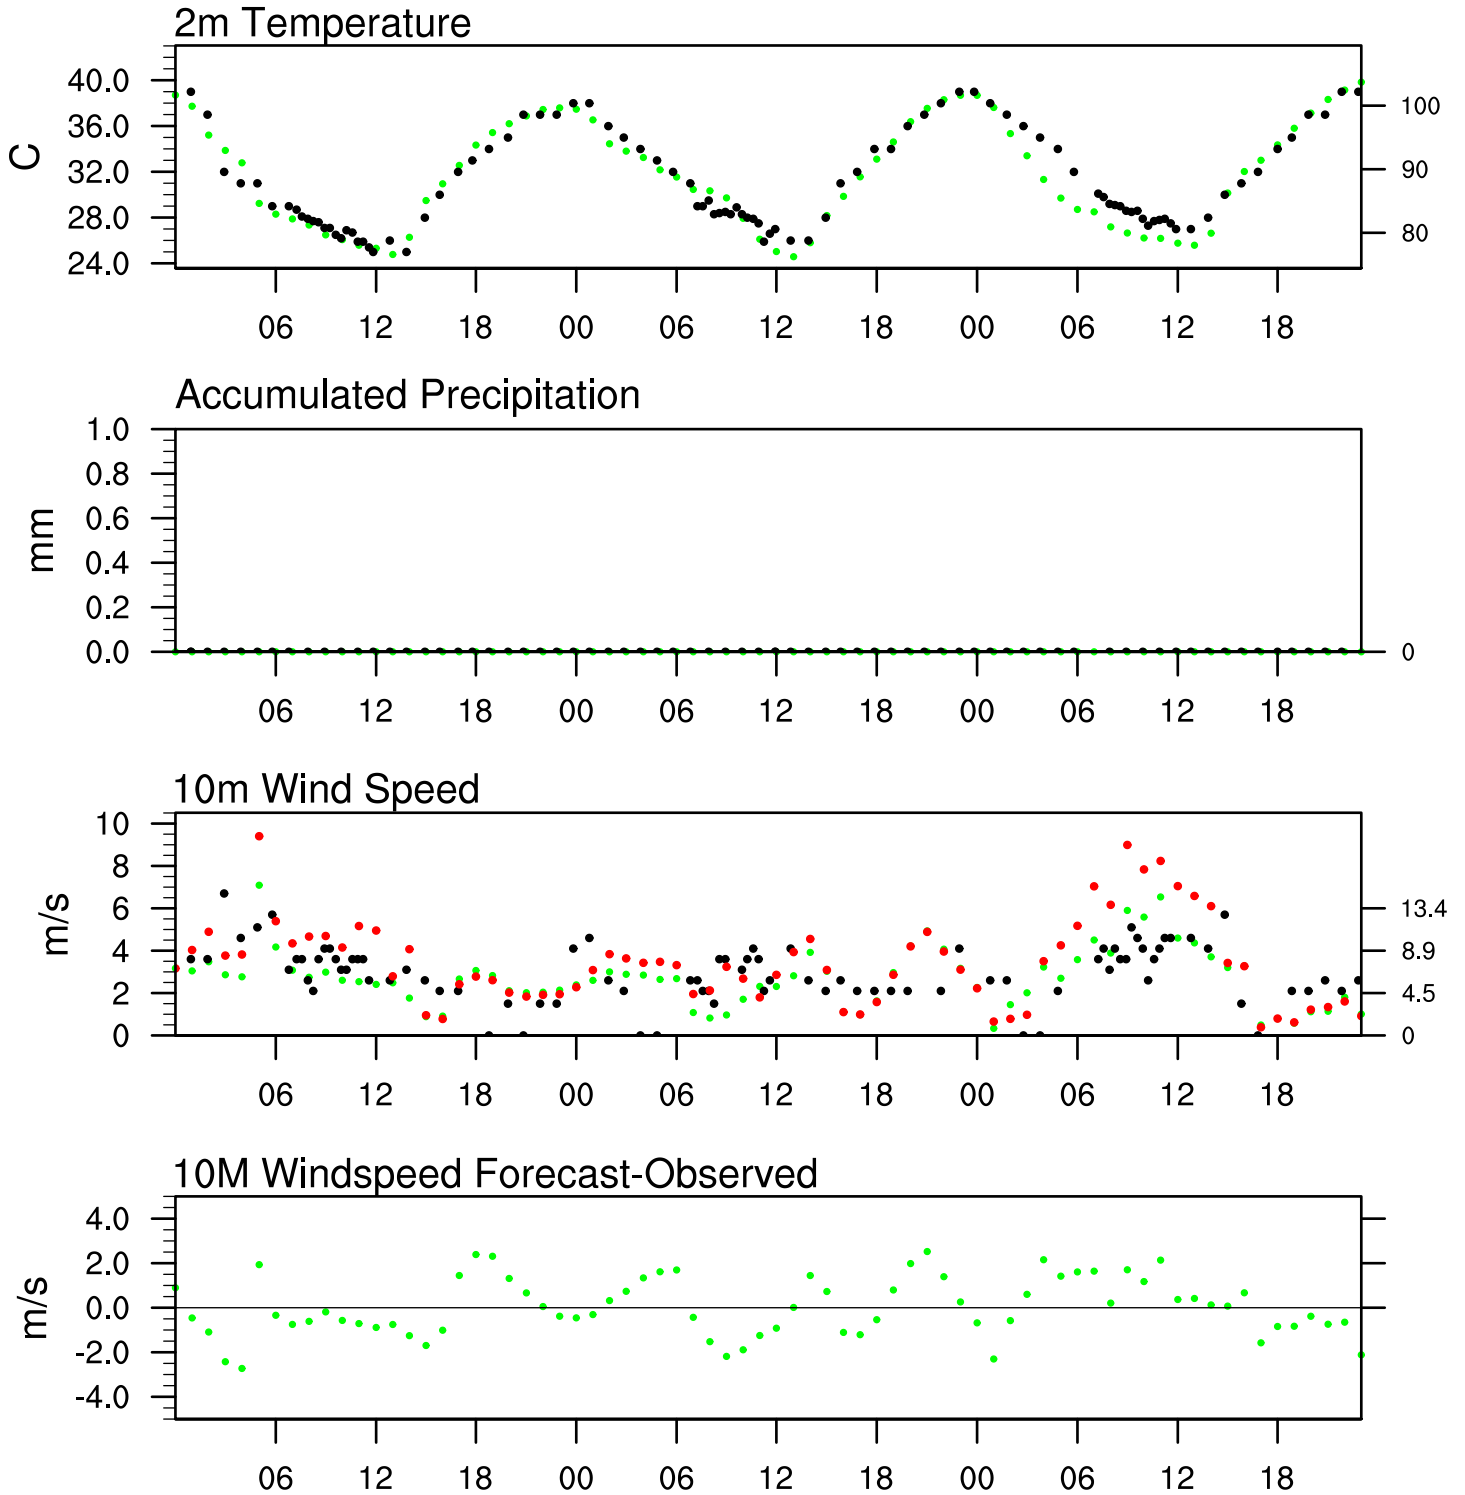 2m Temperature
40.0
36.0
32.0
28.0
24.0
C
100
90
80
06 12 18 00 06 12 18 00 06 12 18
Accumulated Precipitation
1.0
0.8
0.6
0.4
0.2
0.0
mm
0
06 12 18 00 06 12 18 00 06 12 18
10m Wind Speed
10
8
6
4
2
0
m/s
13.4
8.9
4.5
0
06 12 18 00 06 12 18 00 06 12 18
10M Windspeed Forecast-Observed
4.0
2.0
0.0
-2.0
-4.0
m/s
06 12 18 00 06 12 18 00 06 12 18